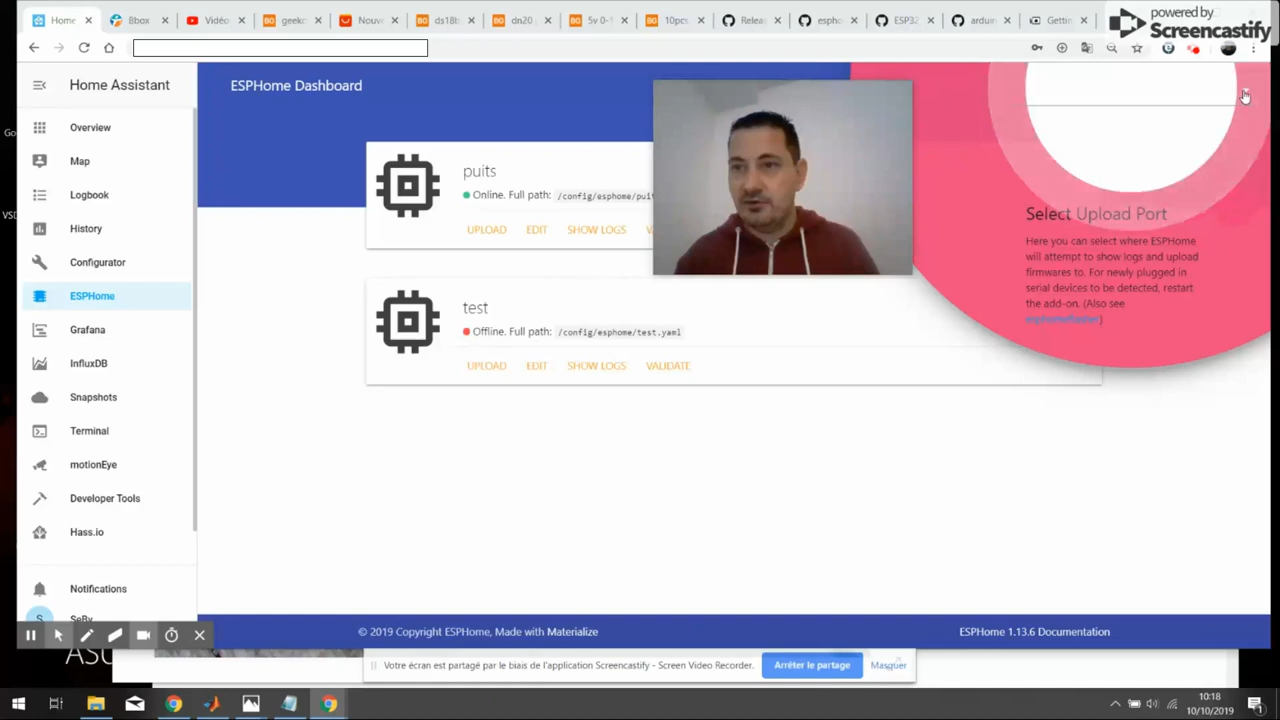 Home
Bbox
Vidéo
geekc
Nouv
ds18b
dn20
5v 0-1
10pcs
Relea
espho
ESP32
arduin
Gettin
powered by
Screencastify
Home Assistant
ESPHome Dashboard
Overview
Map
Logbook
History
Configurator
ESPHome
Grafana
InfluxDB
Snapshots
Terminal
motionEye
Developer Tools
Hass.io
Notifications
SeBy
puits
Online. Full path: /config/esphome/puit
UPLOAD EDIT SHOW LOGS
test
Offline. Full path: /config/esphome/test.yaml
UPLOAD EDIT SHOW LOGS VALIDATE
Select Upload Port
Here you can select where ESPHome
will attempt to show logs and upload
firmwares to. For newly plugged in
serial devices to be detected, restart
the add-on. (Also see
esphomeflasher)
© 2019 Copyright ESPHome, Made with Materialize
ESPHome 1.13.6 Documentation
Votre écran est partagé par le biais de l'application Screencastify - Screen Video Recorder.
Arrêter le partage
Masquer
10:18
10/10/2019